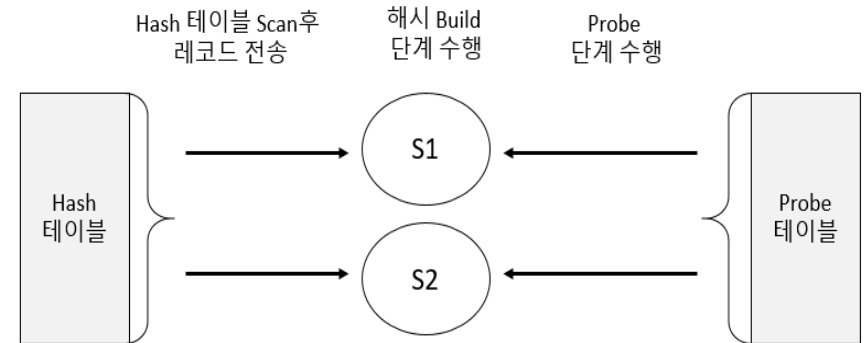 Hash 테이블 Scan후
레코드 전송
해시 Build
단계 수행
Probe
단계 수행
Hash
테이블
S1
S2
Probe
테이블